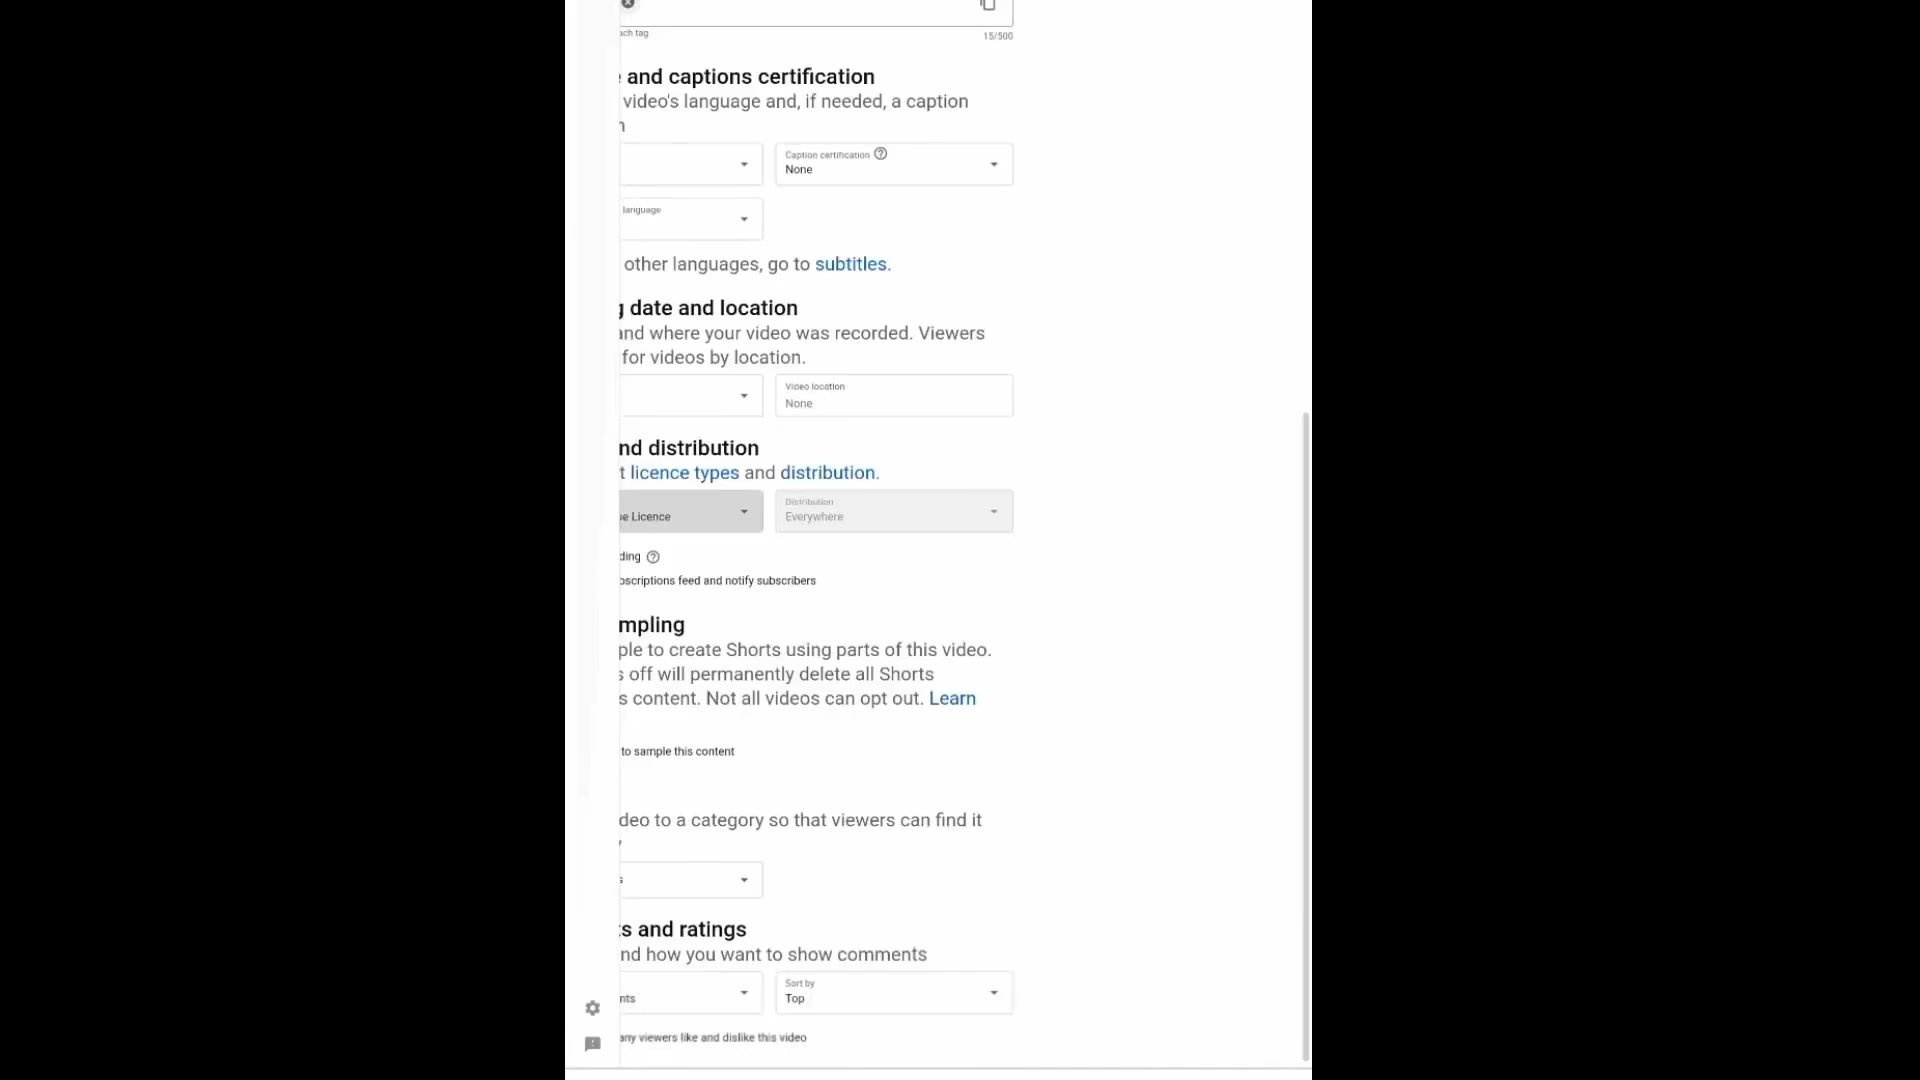 ach tag
15/500
and captions certification
video's language and, if needed, a caption
n
Caption certification
None
language
other languages, go to subtitles.
g date and location
and where your video was recorded. Viewers
for videos by location.
Video location
None
nd distribution
t licence types and distribution.
be Licence
Distribution
Everywhere
ding
bscriptions feed and notify subscribers
mpling
ple to create Shorts using parts of this video.
s off will permanently delete all Shorts
s content. Not all videos can opt out. Learn
to sample this content
deo to a category so that viewers can find it
s
ts and ratings
nd how you want to show comments
nts
Sort by
Top
any viewers like and dislike this video